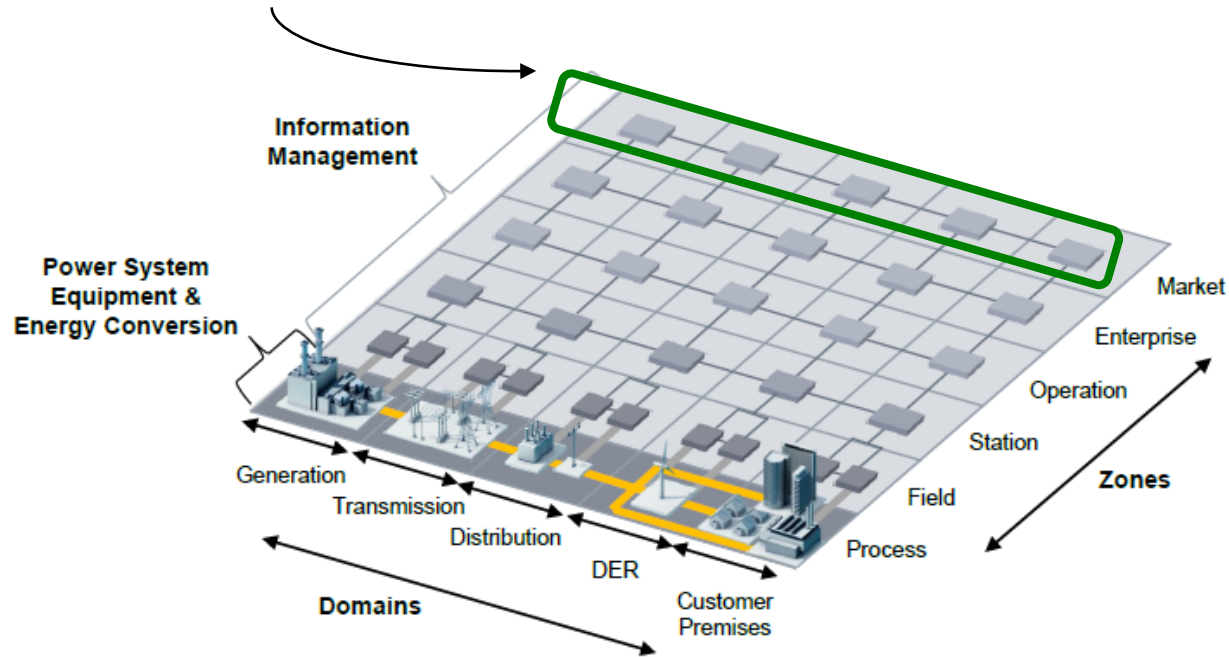 Information
Management
Power System
Equipment &
Energy Conversion
Market
Enterprise
Operation
Station
Field
Process
Zones
Generation
Transmission
Distribution
DER
Customer
Premises
Domains